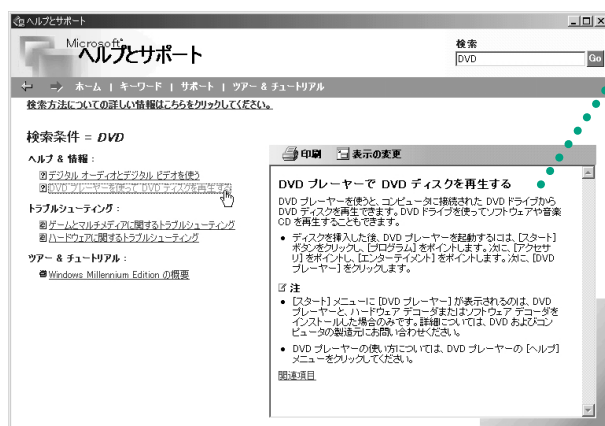 ヘルプとサポート
Microsoft
ヘルプとサポート
検索
DVD
Go
ホーム | キーワード | サポート | ツアー & チュートリアル
検索方法についての詳しい情報はこちらをクリックしてください。
検索条件 = DVD
ヘルプ & 情報 :
デジタル オーディオとデジタル ビデオを使う
DVD プレーヤーを使って DVD ディスクを再生する
トラブルシューティング :
ゲームとマルチメディアに関するトラブルシューティング
ハードウェアに関するトラブルシューティング
ツアー & チュートリアル :
Windows Millennium Edition の概要
印刷 表示の変更
DVD プレーヤーで DVD ディスクを再生する
DVD プレーヤーを使うと、コンピュータに接続された DVD ドライブから
DVD ディスクを再生できます。DVD ドライブを使ってソフトウェアや音楽
CD を再生することもできます。
• ディスクを挿入した後、DVD プレーヤーを起動するには、[スタート]
ボタンをクリックし、[プログラム] をポイントします。次に、[アクセサ
リ] をポイントし、[エンターテイメント] をポイントします。次に、[DVD
プレーヤー] をクリックします。
注
• [スタート] メニューに [DVD プレーヤー] が表示されるのは、DVD
プレーヤーと、ハードウェア デコーダまたはソフトウェア デコーダを
インストールした場合のみです。詳細については、DVD およびコン
ピュータの製造元にお問い合わせください。
• DVD プレーヤーの使い方については、DVD プレーヤーの [ヘルプ]
メニューをクリックしてください。
関連項目